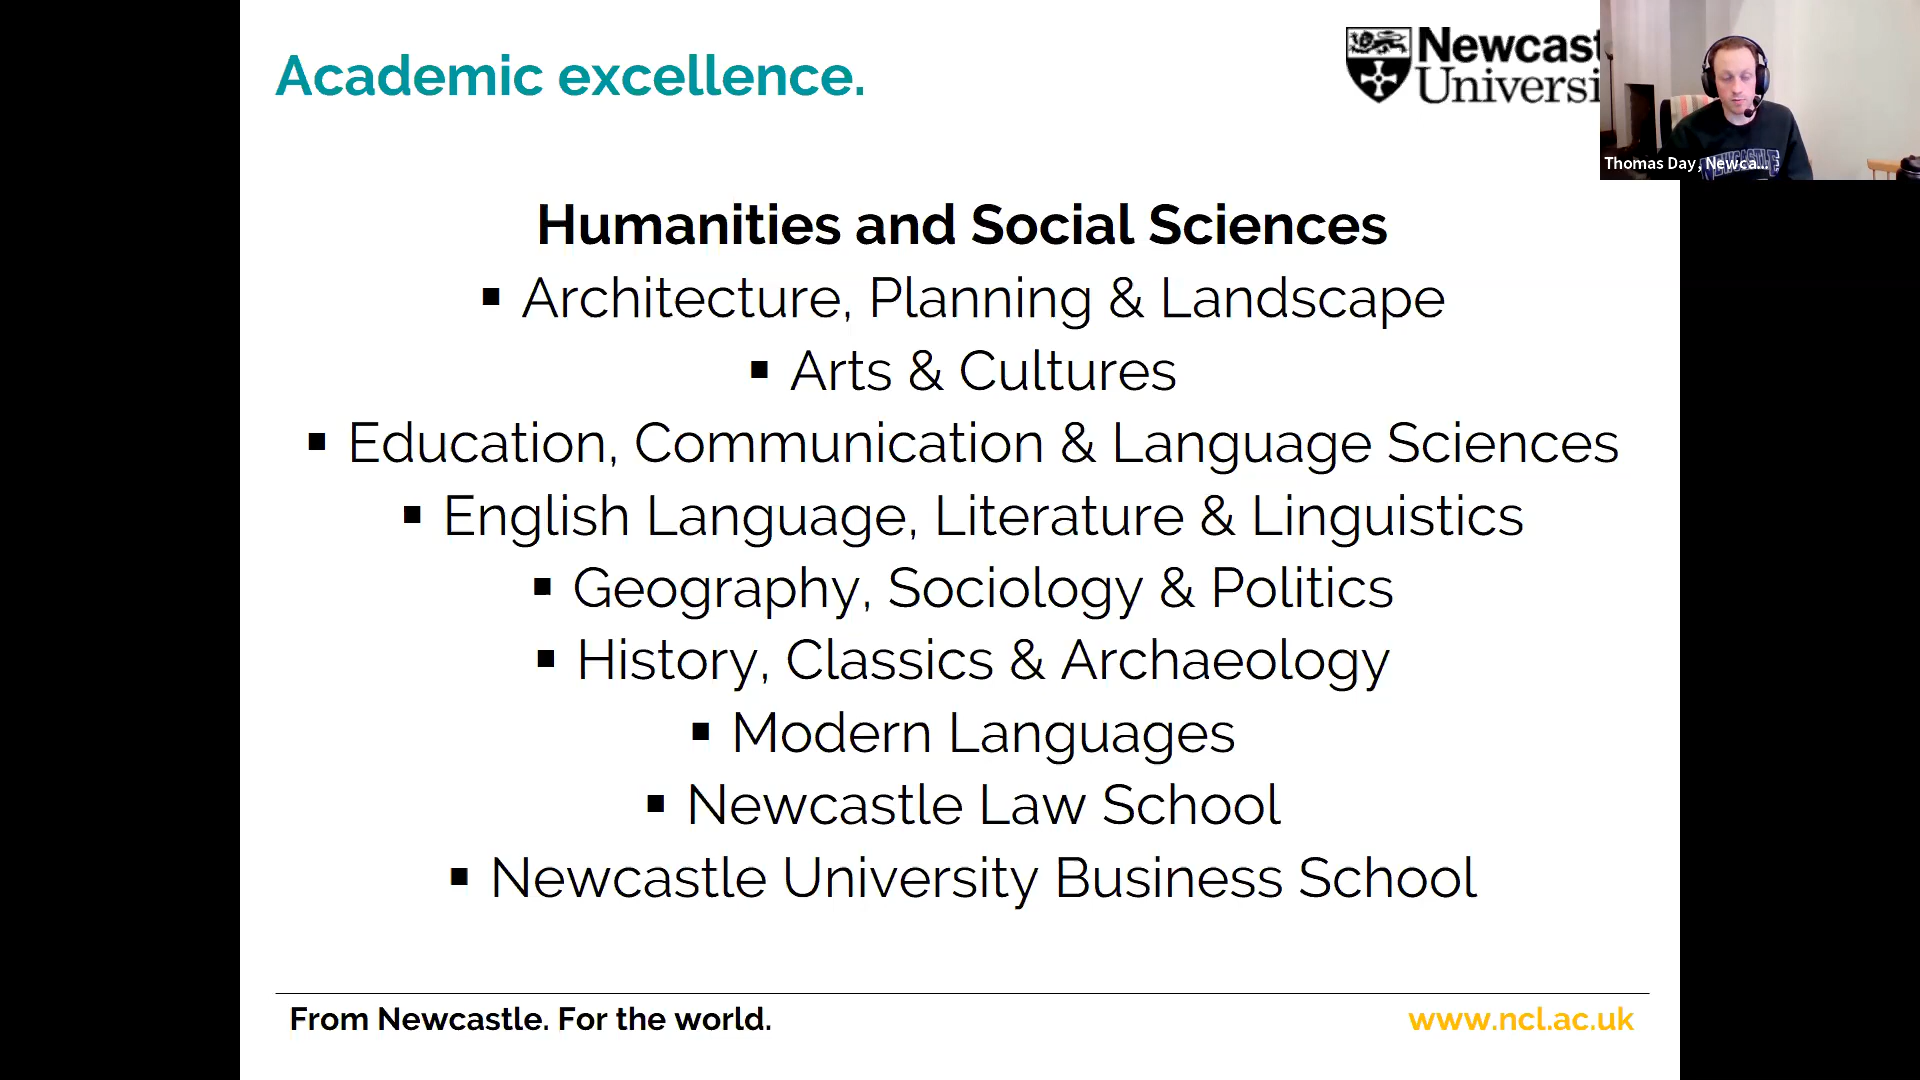 Academic excellence.
Newcast
Universi
Thomas Day, Newca...
NEWCASTLE
Humanities and Social Sciences
▪ Architecture, Planning & Landscape
▪ Arts & Cultures
▪ Education, Communication & Language Sciences
▪ English Language, Literature & Linguistics
▪ Geography, Sociology & Politics
▪ History, Classics & Archaeology
▪ Modern Languages
▪ Newcastle Law School
▪ Newcastle University Business School
From Newcastle. For the world.
www.ncl.ac.uk